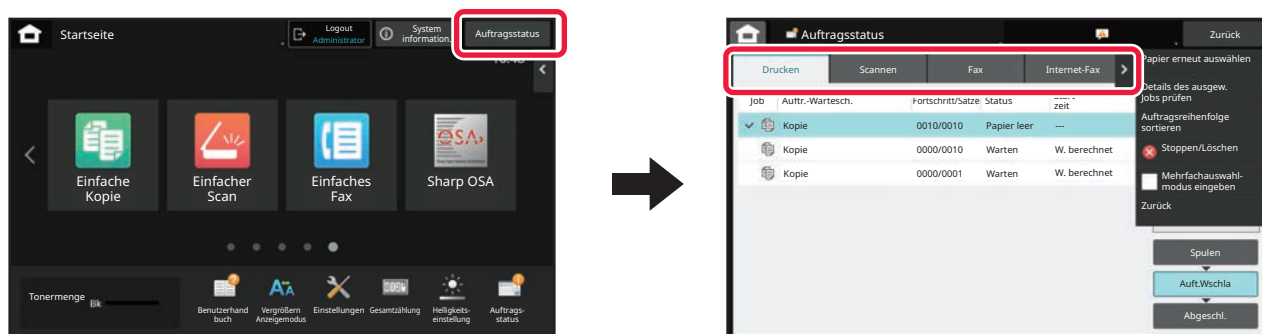 Startseite
Logout
Administrator
System
information.
Auftragsstatus
Einfache
Kopie
Einfacher
Scan
Einfaches
Fax
Sharp OSA
Tonermenge
Bk
Benutzerhand
buch
Vergrößern
Anzeigemodus
Einstellungen
Gesamtzählung
Helligkeits-
einstellung
Auftrags-
status
Auftragsstatus
Zurück
Drucken Scannen Fax Internet-Fax
Job Auftr.-Wartesch. Fortschritt/Sätze Status
zeit
Kopie 0010/0010 Papier leer ---
Kopie 0000/0010 Warten W. berechnet
Kopie 0000/0001 Warten W. berechnet
Papier erneut auswählen
Details des ausgew.
Jobs prüfen
Auftragsreihenfolge
sortieren
Stoppen/Löschen
Mehrfachauswahl-
modus eingeben
Zurück
Spulen
Auft.Wschla
Abgeschl.